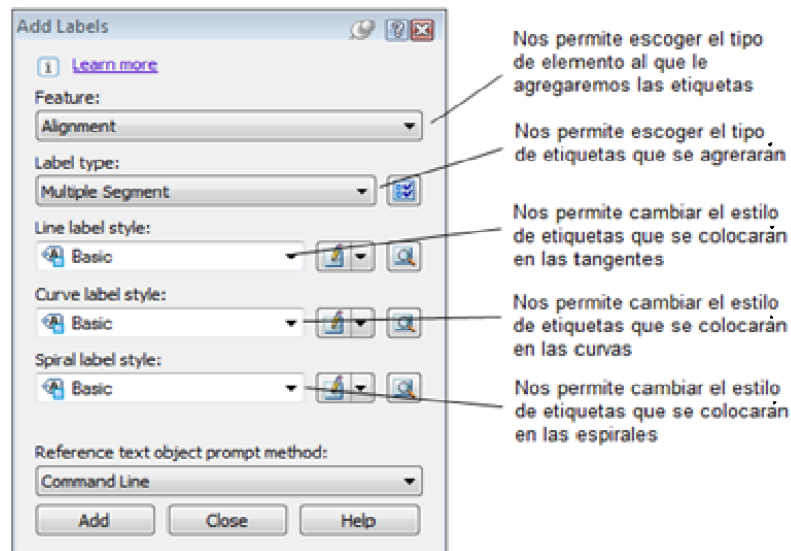 Add Labels
Learn more
Feature:
Alignment
Label type:
Multiple Segment
Line label style:
Basic
Curve label style:
Basic
Spiral label style:
Basic
Reference text object prompt method:
Command Line
Add Close Help
Nos permite escoger el tipo
de elemento al que le
agregaremos las etiquetas
Nos permite escoger el tipo
de etiquetas que se agrerarán
Nos permite cambiar el estilo
de etiquetas que se colocarán
en las tangentes
Nos permite cambiar el estilo
de etiquetas que se colocarán
en las curvas
Nos permite cambiar el estilo
de etiquetas que se colocarán
en las espirales